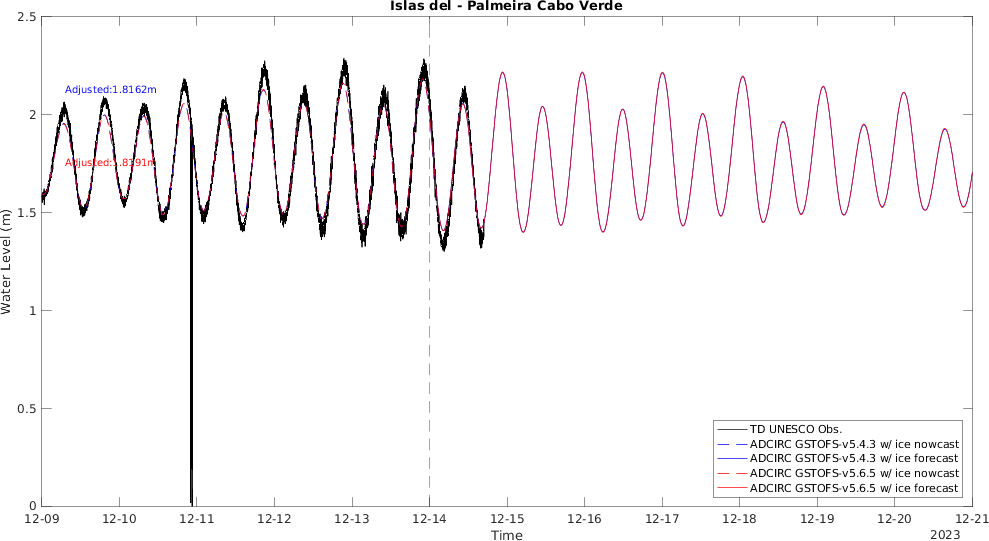 Islas del - Palmeira Cabo Verde
2.5
2
1.5
1
0.5
0
Water Level (m)
Adjusted:1.8162m
Adjusted:1.8391m
TD UNESCO Obs.
ADCIRC GSTOFS-v5.4.3 w/ ice nowcast
ADCIRC GSTOFS-v5.4.3 w/ ice forecast
ADCIRC GSTOFS-v5.6.5 w/ ice nowcast
ADCIRC GSTOFS-v5.6.5 w/ ice forecast
12-09 12-10 12-11 12-12 12-13 12-14 12-15 12-16 12-17 12-18 12-19 12-20 12-21
Time
2023